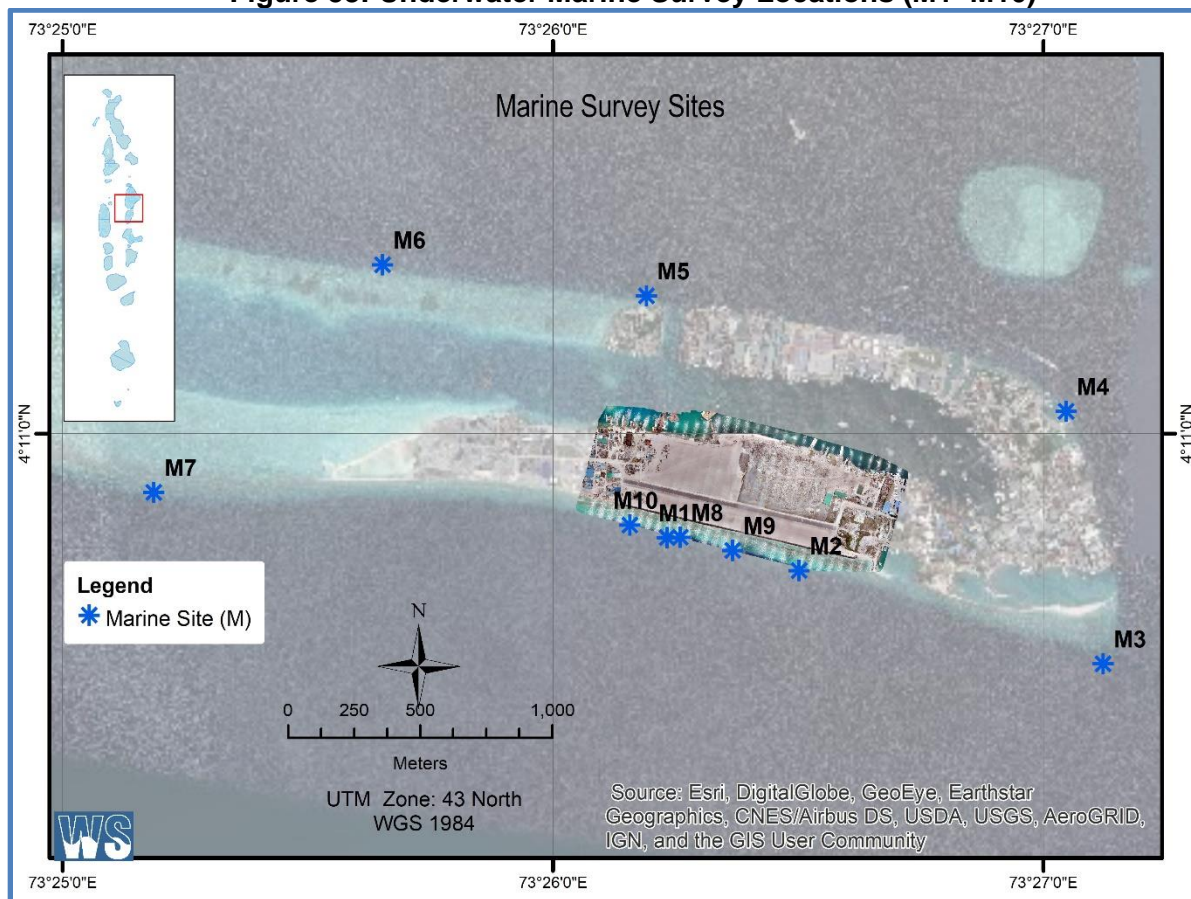 73°25'0"E 73°26'0"E 73°27'0"E
Marine Survey Sites
M6
M5
M4
4°11'0"N 4°11'0"N
M7
M10
M1 M8
M9
M2
M3
Legend
Marine Site (M)
N
0 250 500 1,000
Meters
UTM Zone: 43 North
WGS 1984
Source: Esri, DigitalGlobe, GeoEye, Earthstar
Geographics, CNES/Airbus DS, USDA, USGS, AeroGRID,
IGN, and the GIS User Community
WS
73°25'0"E 73°26'0"E 73°27'0"E